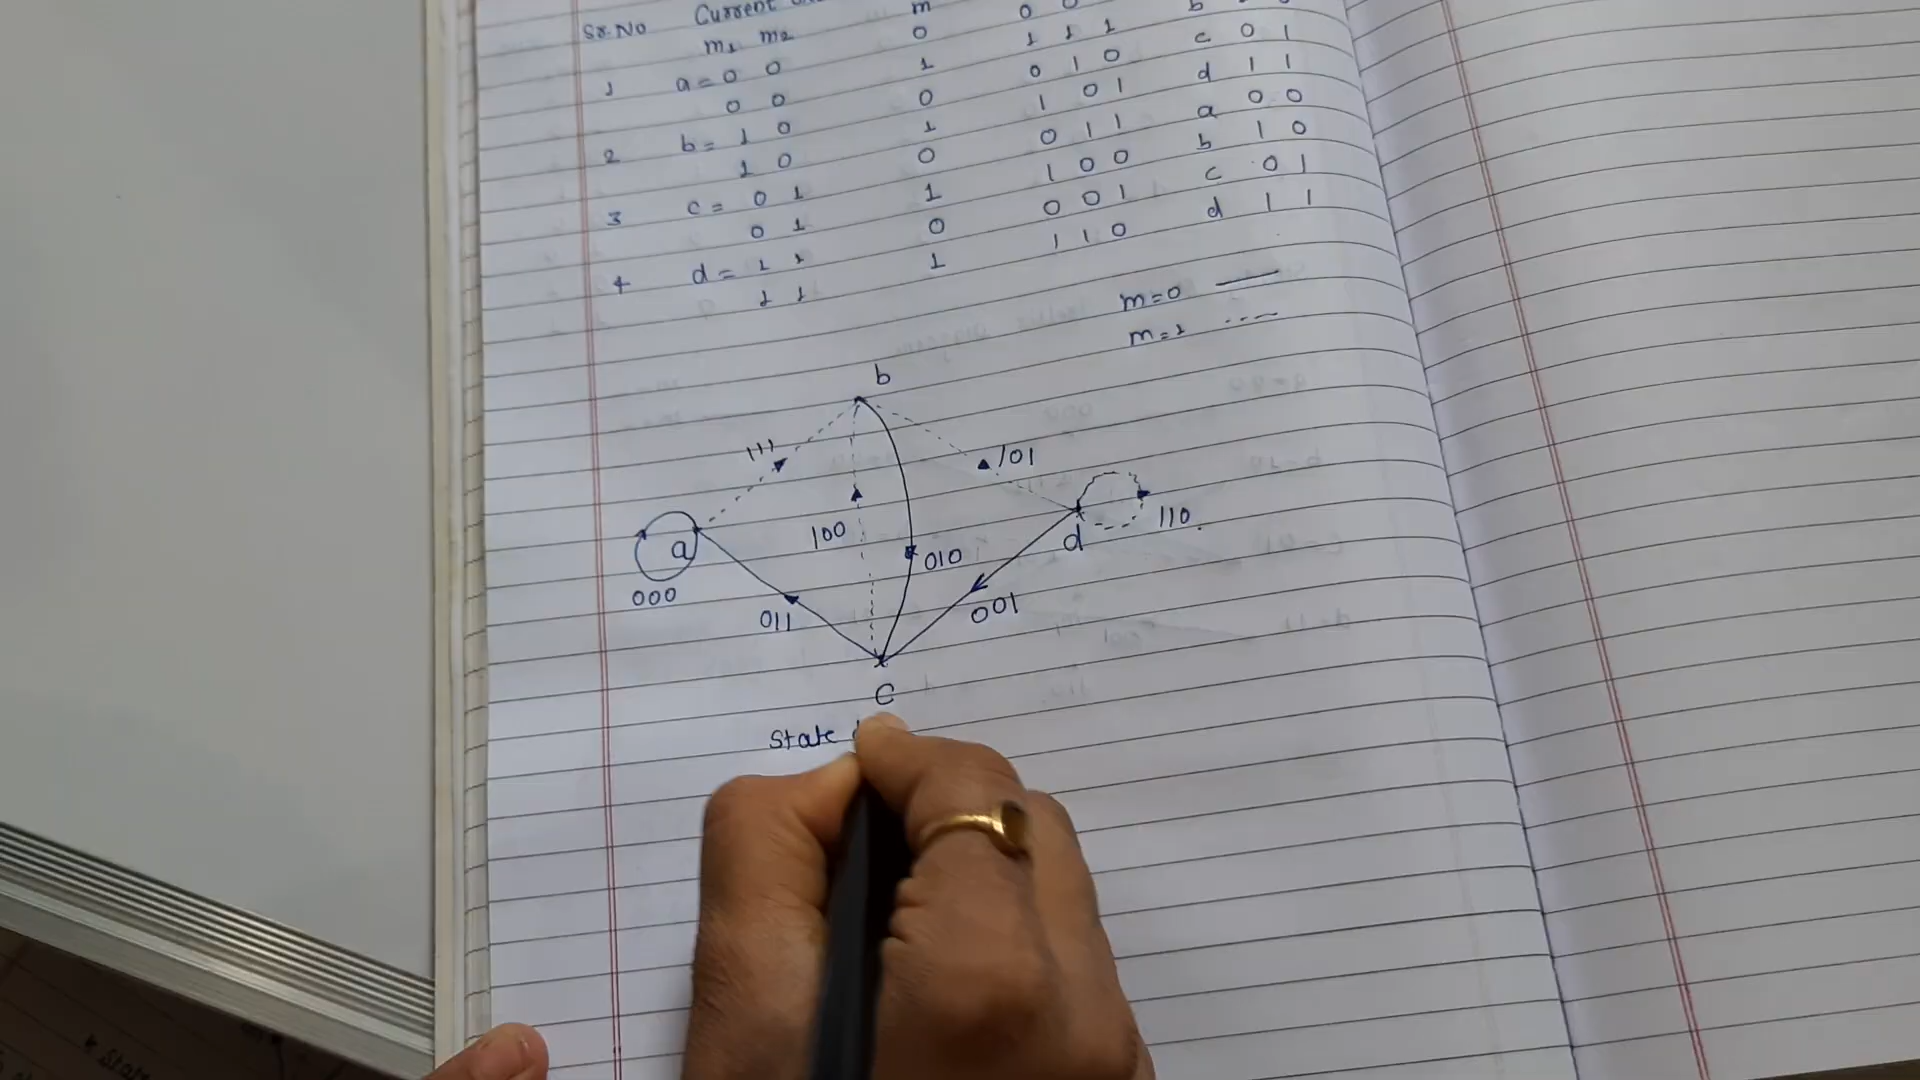 Sr.No Current m 0 0 b
m1 m2 0 1 1 1 c 0 1
1 a = 0 0 1 0 1 0 d 1 1
0 0 0 1 0 1 a 0 0
2 b = 1 0 1 0 1 1 b 1 0
1 0 0 1 0 0 c 0 1
3 c = 0 1 1 0 0 1 d 1 1
0 1 0 1 1 0
4 d = 1 1 1
1 1
m=0
m=1
b
111
101
100
a
010
d
110.
000
011
001
C
State
State